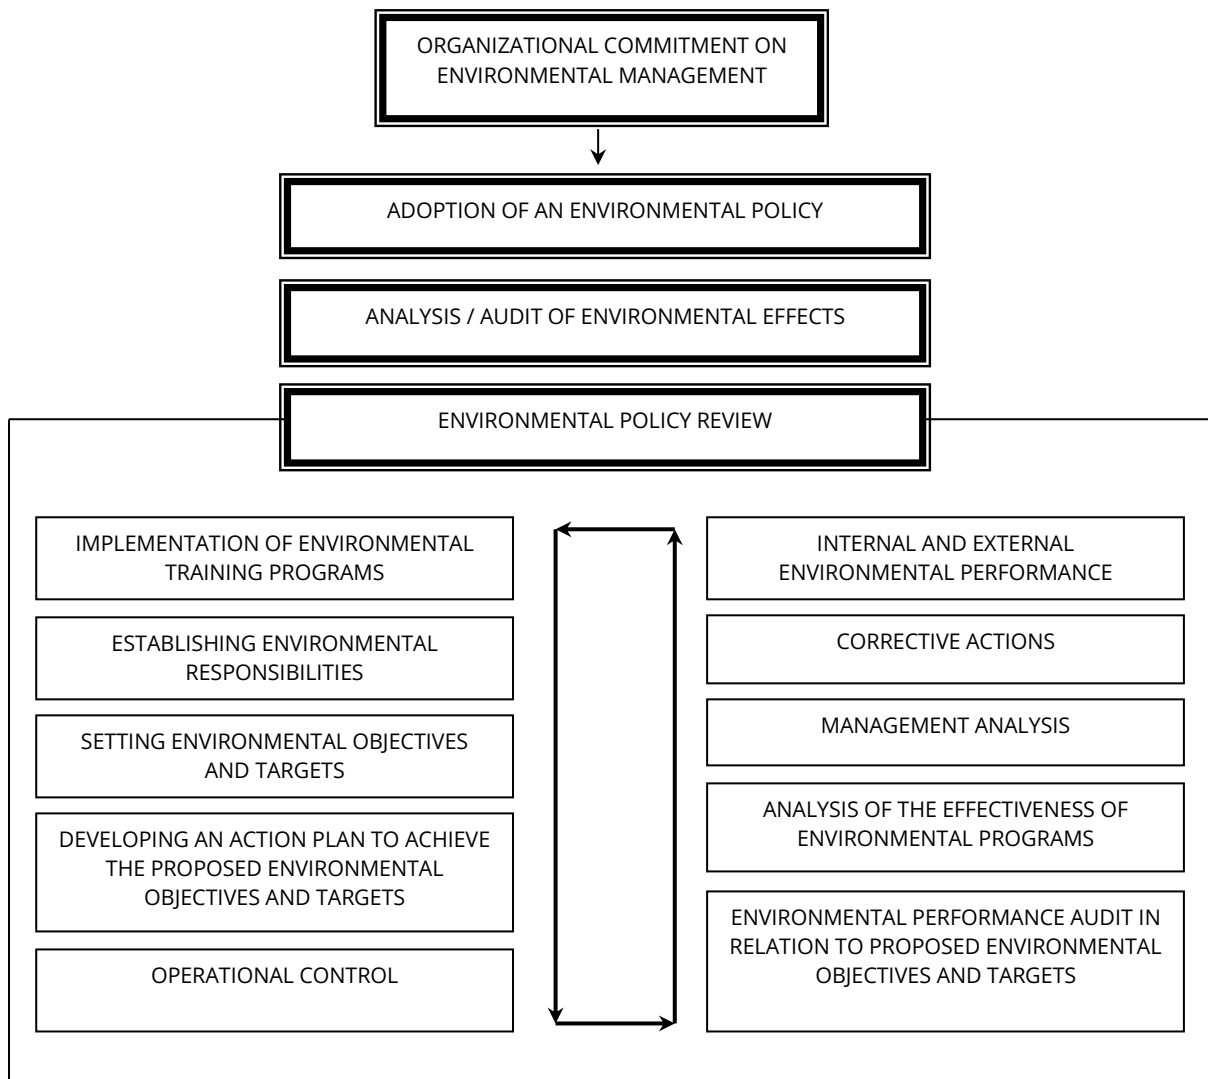 ORGANIZATIONAL COMMITMENT ON
ENVIRONMENTAL MANAGEMENT
ADOPTION OF AN ENVIRONMENTAL POLICY
ANALYSIS / AUDIT OF ENVIRONMENTAL EFFECTS
ENVIRONMENTAL POLICY REVIEW
IMPLEMENTATION OF ENVIRONMENTAL
TRAINING PROGRAMS
ESTABLISHING ENVIRONMENTAL
RESPONSIBILITIES
SETTING ENVIRONMENTAL OBJECTIVES
AND TARGETS
DEVELOPING AN ACTION PLAN TO ACHIEVE
THE PROPOSED ENVIRONMENTAL
OBJECTIVES AND TARGETS
OPERATIONAL CONTROL
INTERNAL AND EXTERNAL
ENVIRONMENTAL PERFORMANCE
CORRECTIVE ACTIONS
MANAGEMENT ANALYSIS
ANALYSIS OF THE EFFECTIVENESS OF
ENVIRONMENTAL PROGRAMS
ENVIRONMENTAL PERFORMANCE AUDIT IN
RELATION TO PROPOSED ENVIRONMENTAL
OBJECTIVES AND TARGETS